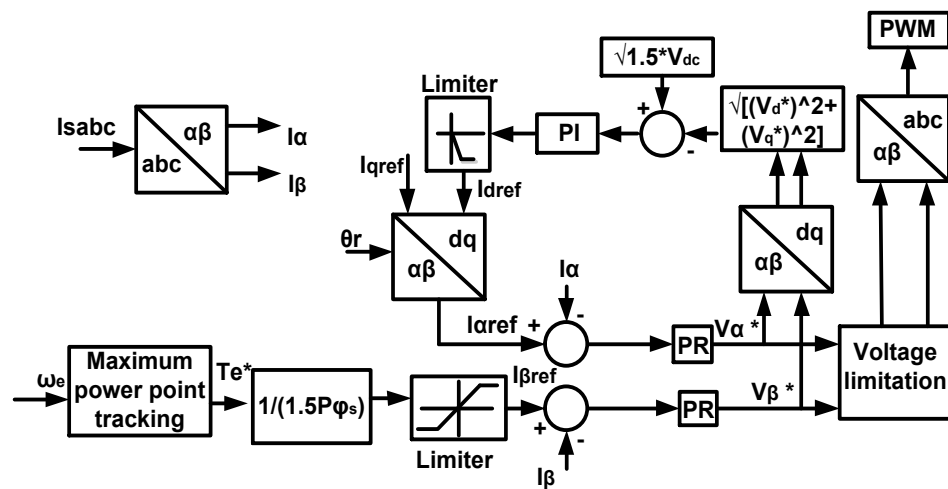 PWM
√1.5*Vdc
Limiter
√[(Vd*)^2+
(Vq*)^2]
abc
αβ
Isabc
αβ
abc
Iα
Iβ
PI
+
-
Iqref
Idref
θr
dq
αβ
dq
αβ
Iα
-
Iαref
+
PR
Vα *
Voltage
limitation
ωe
Maximum
power point
tracking
Te*
1/(1.5Pφs)
Limiter
Iβref
+
-
Iβ
PR
Vβ *